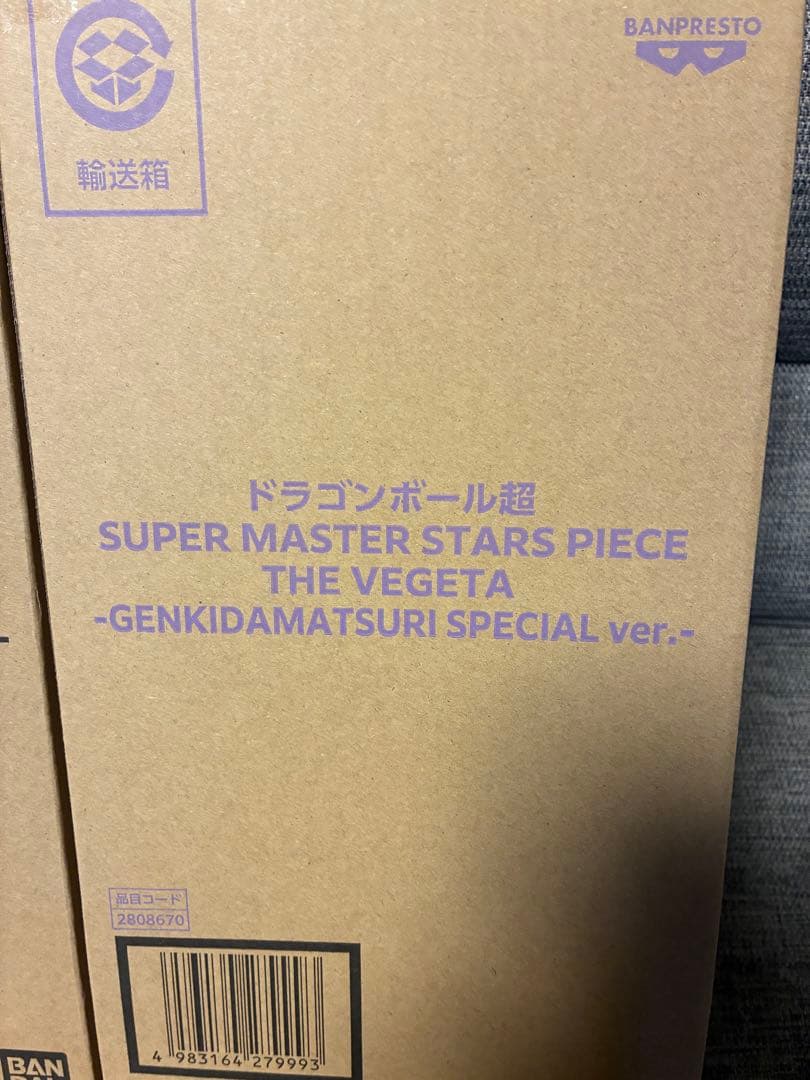 BANPRESTO
輸送箱
ドラゴンボール超
SUPER MASTER STARS PIECE
THE VEGETA
-GENKIDAMATSURI SPECIAL ver.-
品目コード
2808670
4 983164 279993
BAN